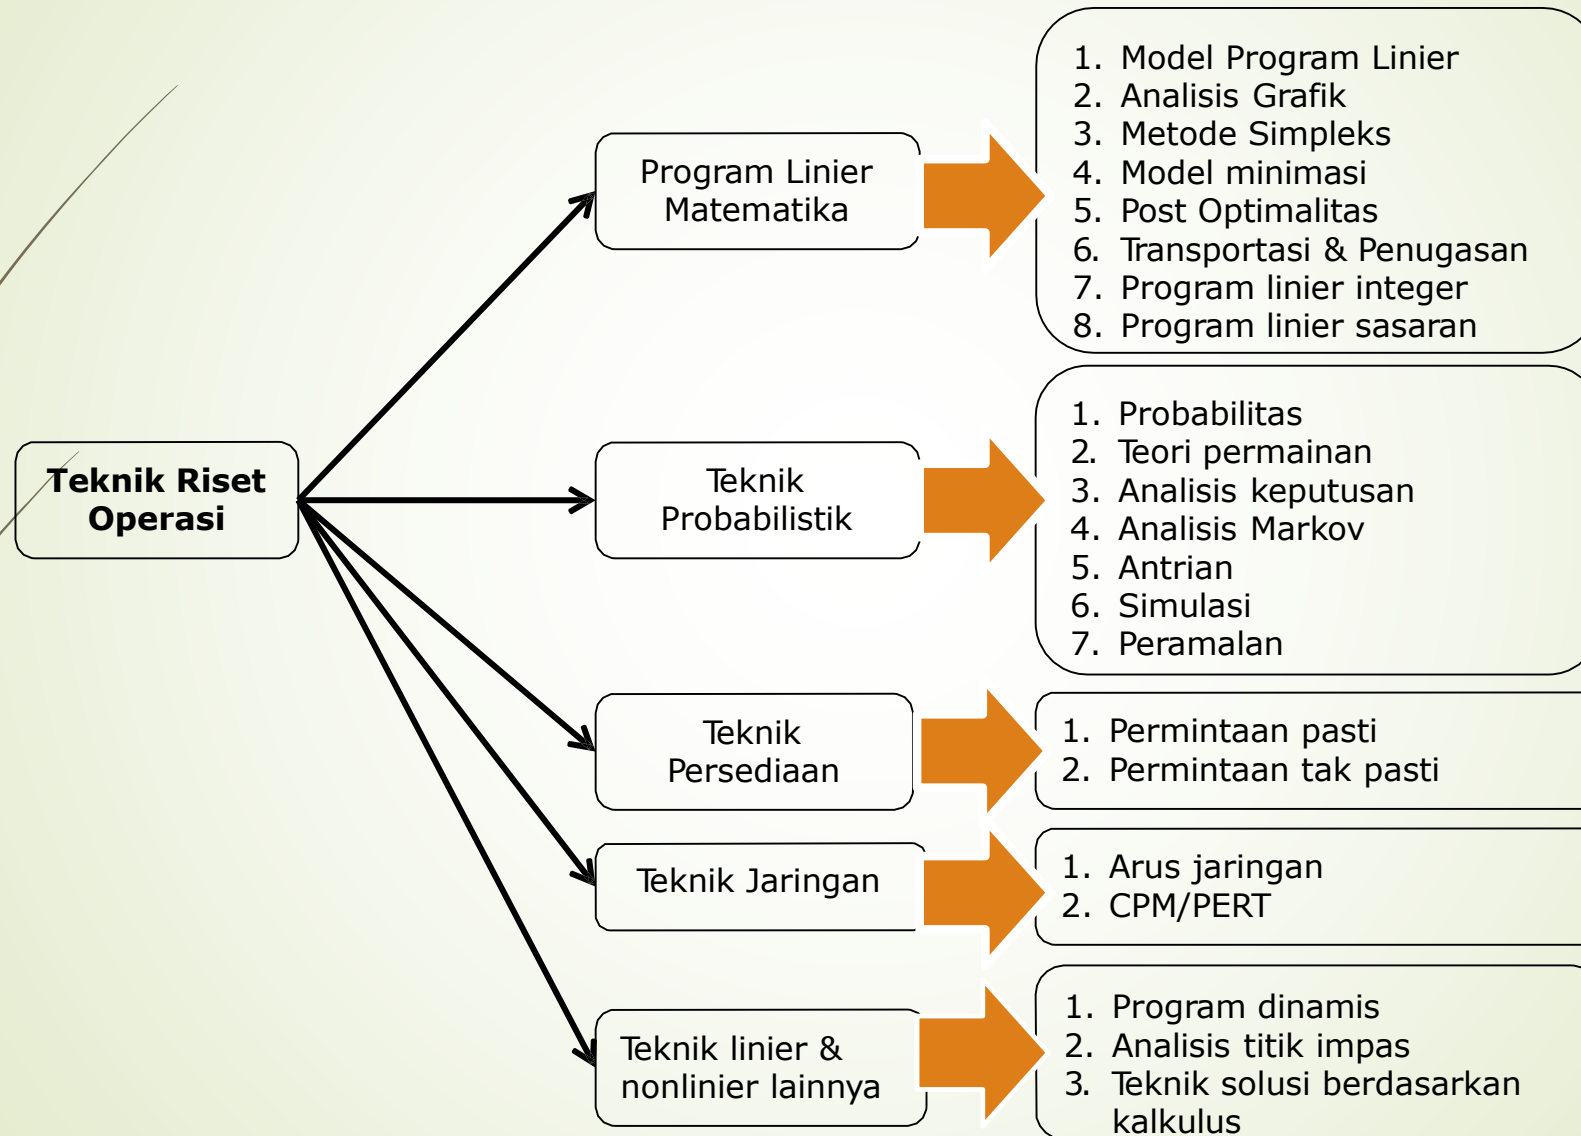 Teknik Riset
Operasi
Program Linier
Matematika
1. Model Program Linier
2. Analisis Grafik
3. Metode Simpleks
4. Model minimasi
5. Post Optimalitas
6. Transportasi & Penugasan
7. Program linier integer
8. Program linier sasaran
Teknik
Probabilistik
1. Probabilitas
2. Teori permainan
3. Analisis keputusan
4. Analisis Markov
5. Antrian
6. Simulasi
7. Peramalan
Teknik
Persediaan
1. Permintaan pasti
2. Permintaan tak pasti
Teknik Jaringan
1. Arus jaringan
2. CPM/PERT
Teknik linier &
nonlinier lainnya
1. Program dinamis
2. Analisis titik impas
3. Teknik solusi berdasarkan
kalkulus